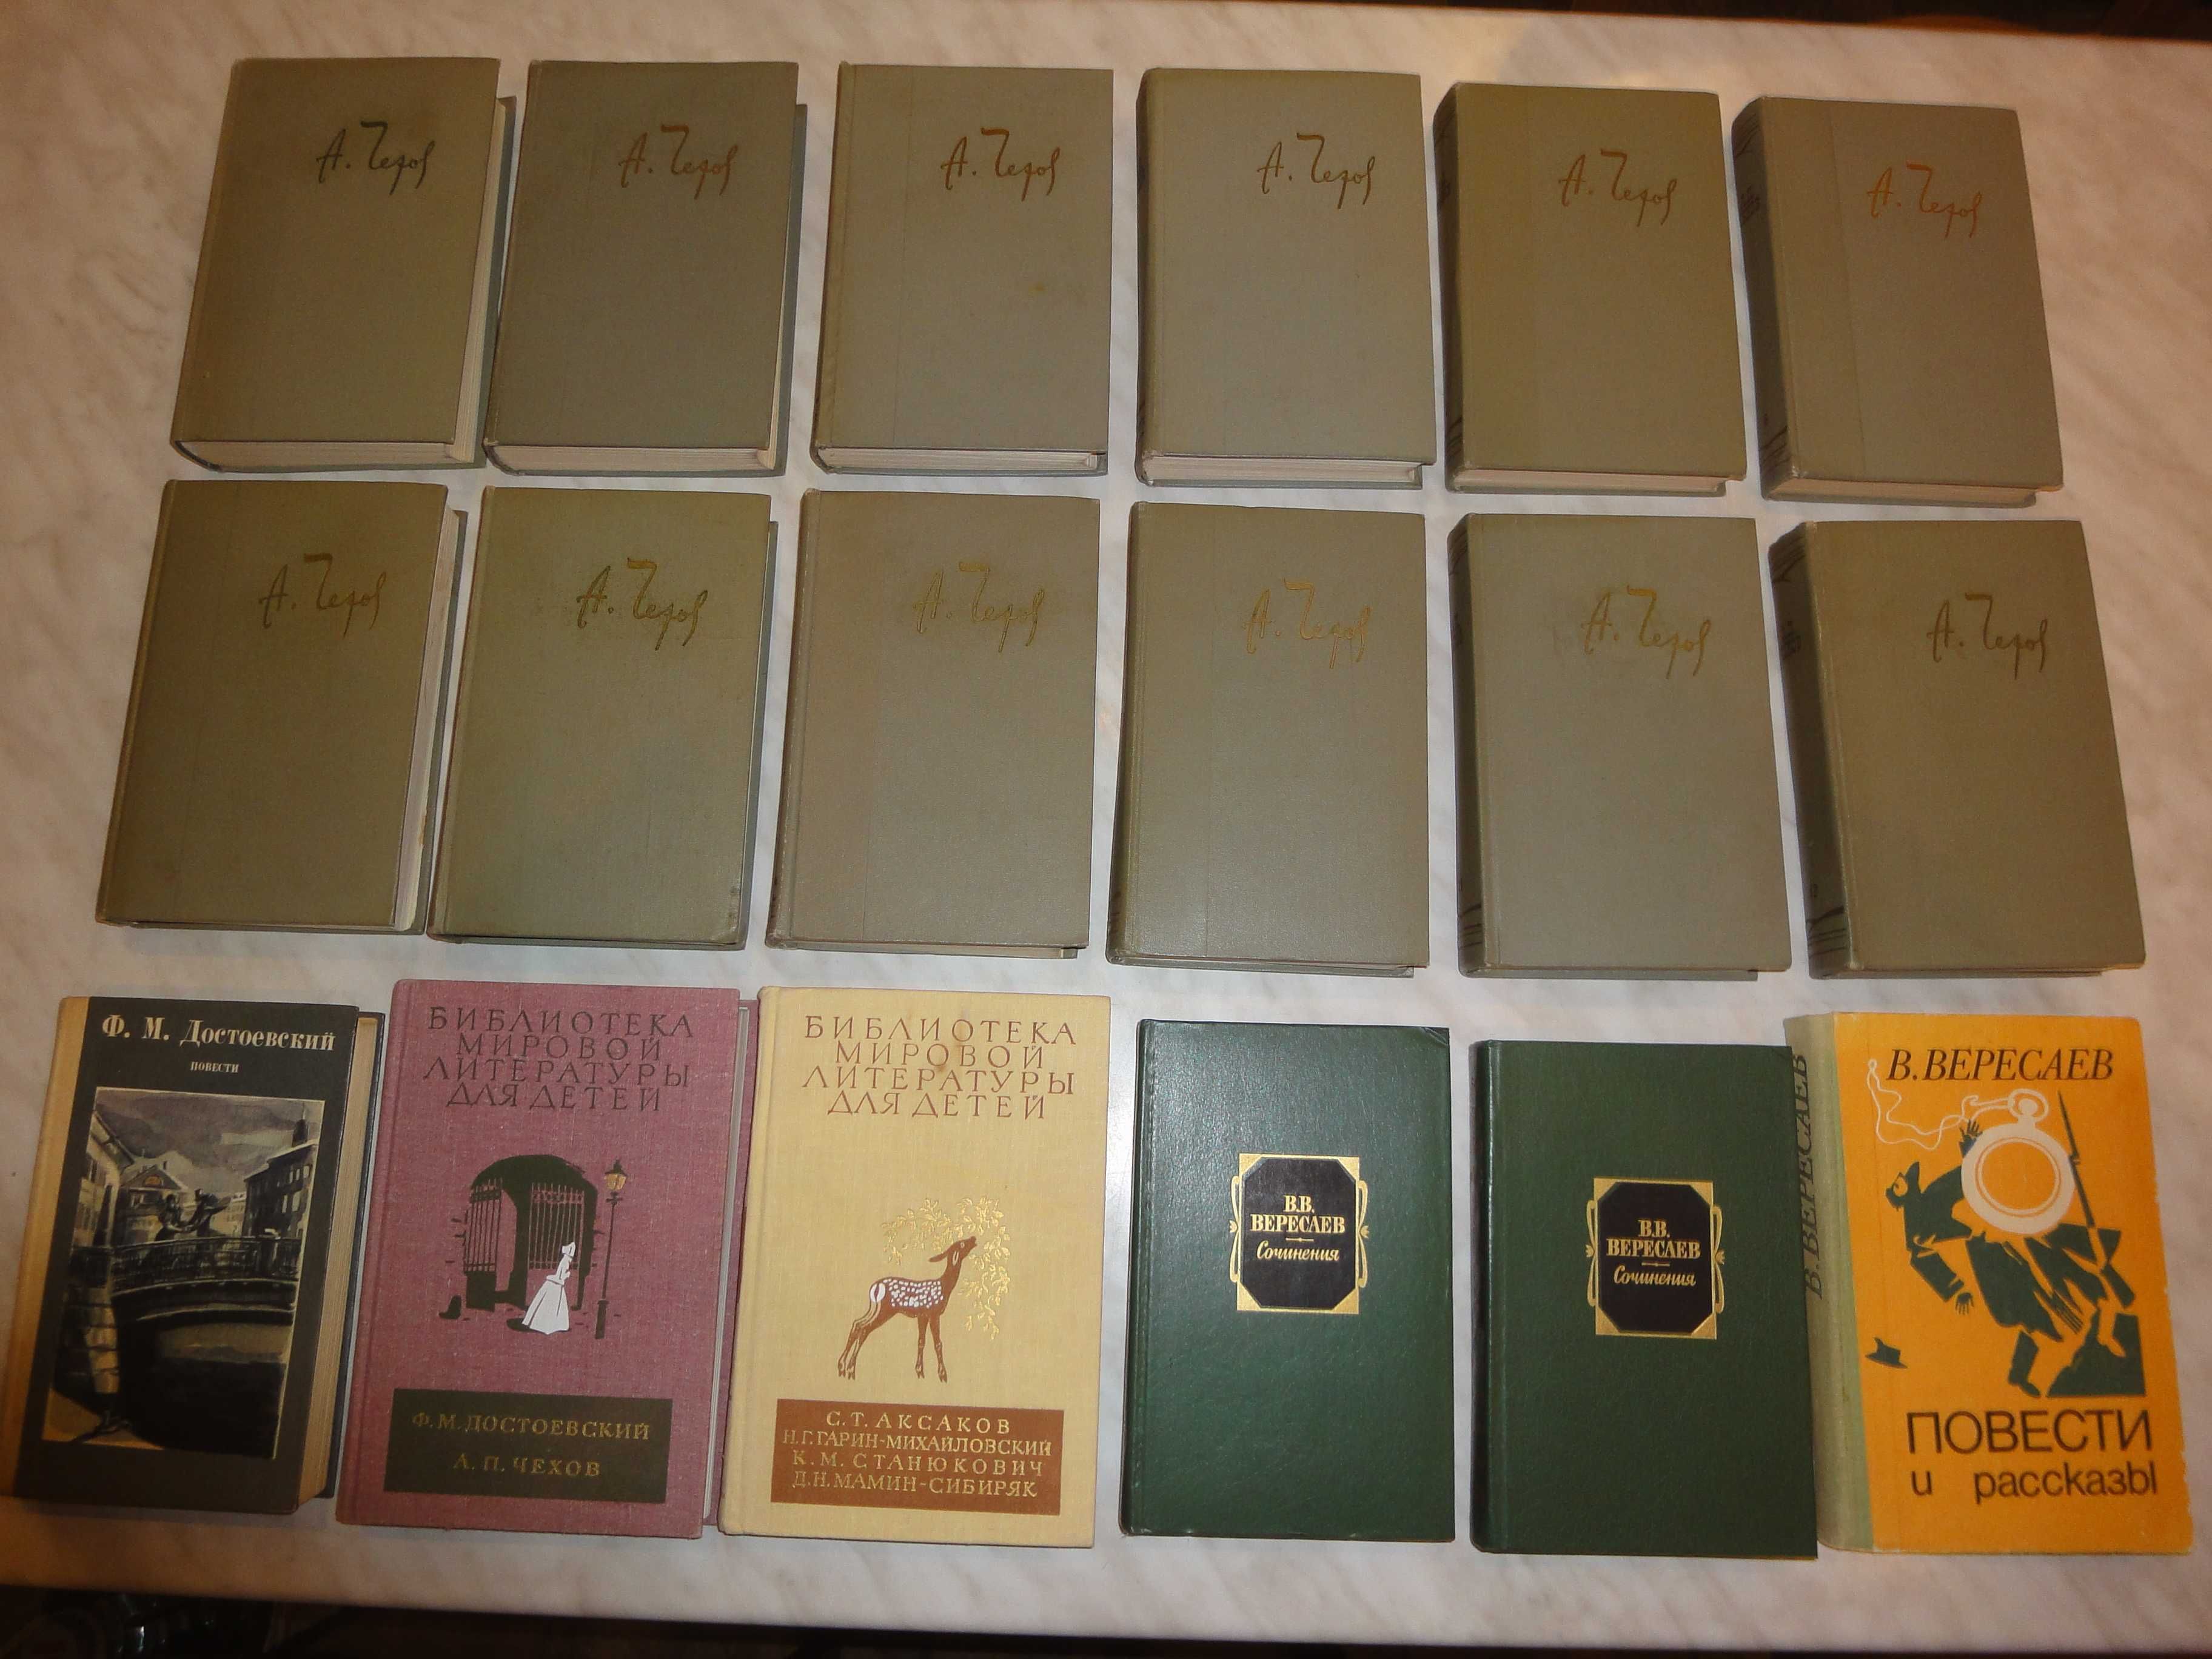 А. Чехов
А. Чехов
А. Чехов
А. Чехов
А. Чехов
А. Чехов
А. Чехов
А. Чехов
А. Чехов
А. Чехов
А. Чехов
А. Чехов
Ф. М. Достоевский
ПОВЕСТИ
БИБЛИОТЕКА
МИРОВОЙ
ЛИТЕРАТУРЫ
ДЛЯ ДЕТЕЙ
Ф.М. ДОСТОЕВСКИЙ
А. П. ЧЕХОВ
БИБЛИОТЕКА
МИРОВОЙ
ЛИТЕРАТУРЫ
ДЛЯ ДЕТЕЙ
С.Т. АКСАКОВ
Н.Г. ГАРИН-МИХАЙЛОВСКИЙ
К.М. СТАНЮКОВИЧ
Д.Н. МАМИН-СИБИРЯК
В.В.
ВЕРЕСАЕВ
Сочинения
В.В.
ВЕРЕСАЕВ
Сочинения
В. ВЕРЕСАЕВ
В. ВЕРЕСАЕВ
ПОВЕСТИ
и рассказы